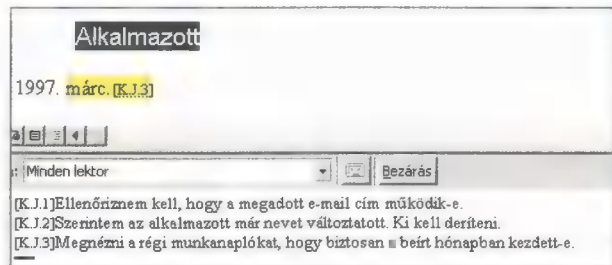 Alkalmazott
1997. márc. [K.J.3]
Minden lektor Bezárás
[K.J.1]Ellenőriznem kell, hogy a megadott e-mail cím működik-e.
[K.J.2]Szerintem az alkalmazott már nevet változtatott. Ki kell deríteni.
[K.J.3]Megnézni a régi munkanaplókat, hogy biztosan a beírt hónapban kezdett-e.